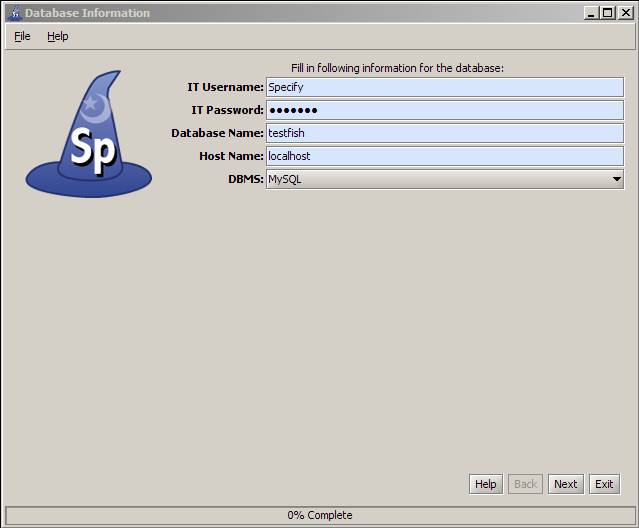 Database Information
File Help
Fill in following information for the database:
IT Username: Specify
IT Password: •••••••
Database Name: testfish
Host Name: localhost
DBMS: MySQL
Sp
Help Back Next Exit
0% Complete